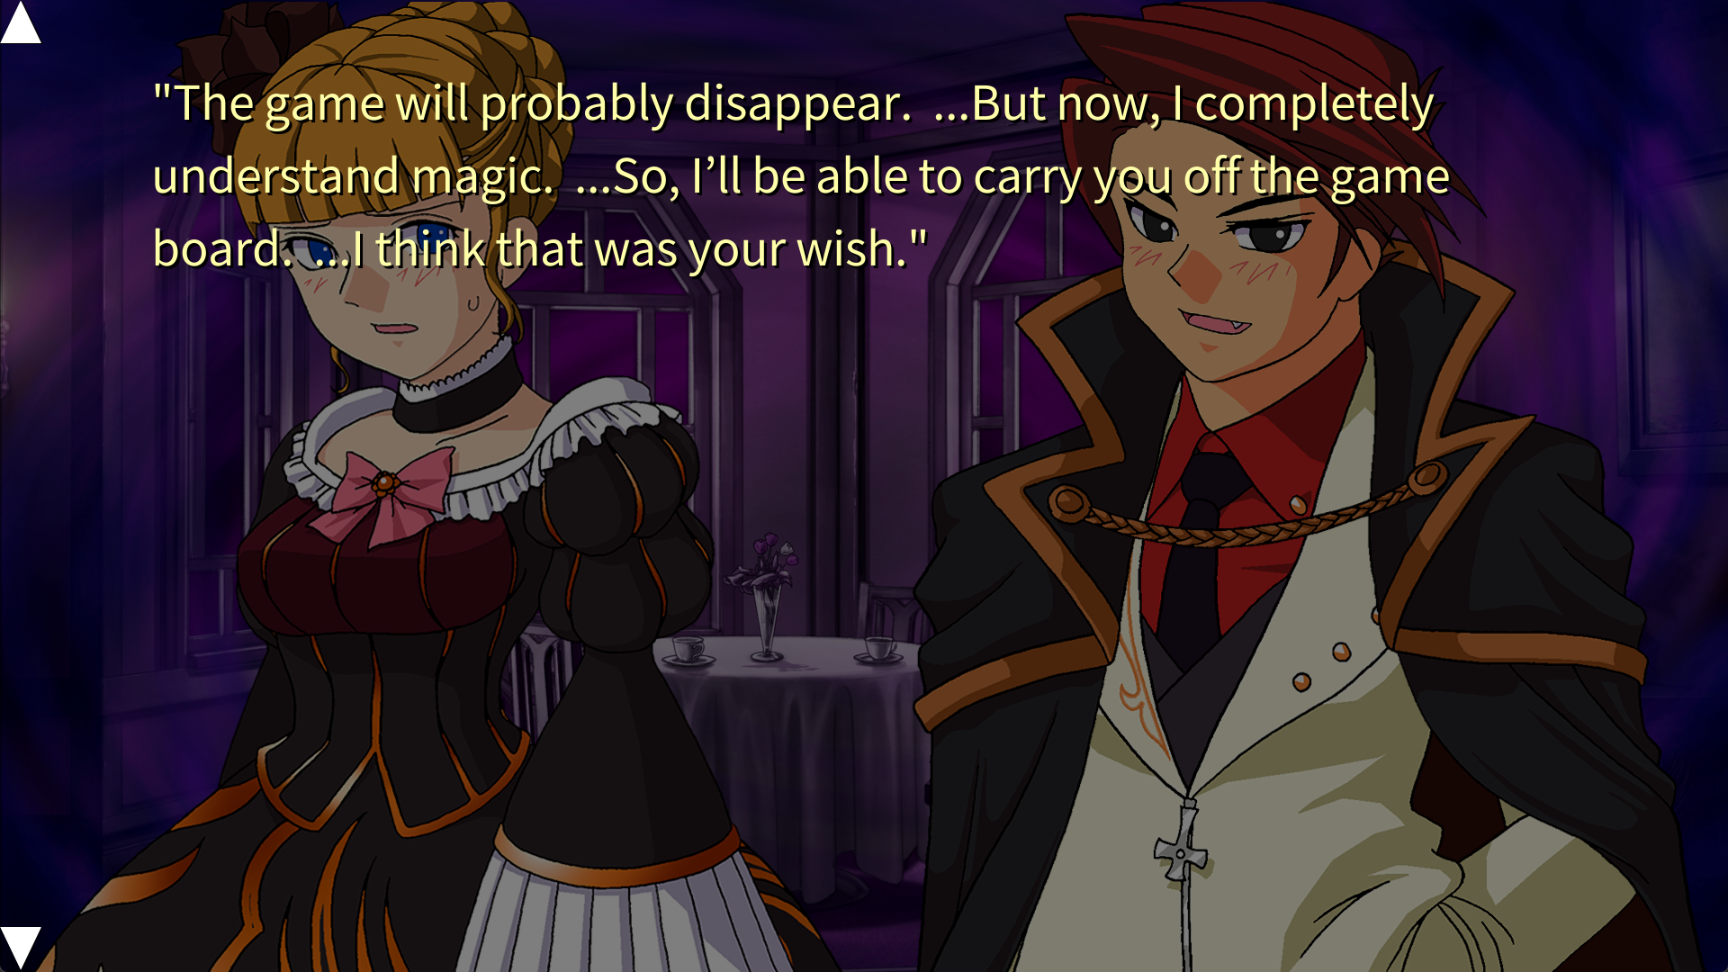 "The game will probably disappear.  ...But now, I completely
understand magic.  ...So, I’ll be able to carry you off the game
board.  ...I think that was your wish."